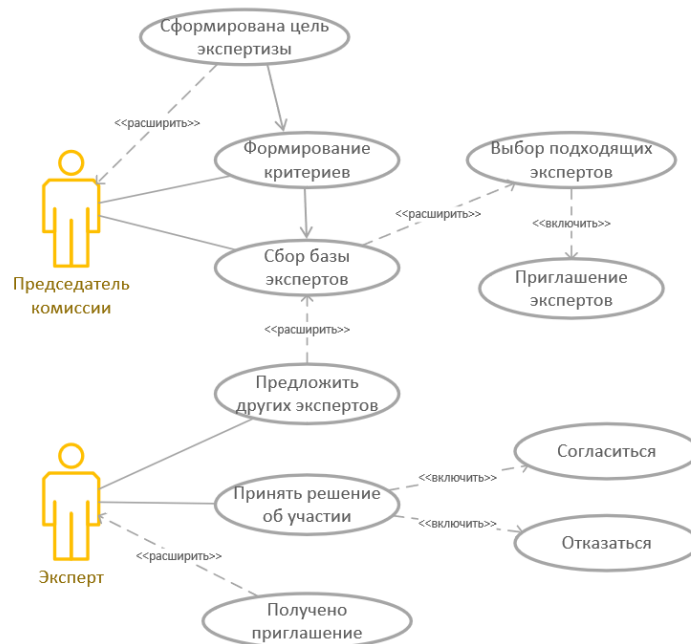 Сформирована цель
экспертизы
<<расширить>>
Формирование
критериев
Выбор подходящих
экспертов
<<расширить>>
<<включить>>
Сбор базы
экспертов
Приглашение
экспертов
Председатель
комиссии
<<расширить>>
Предложить
других экспертов
Согласиться
<<включить>>
Принять решение
об участии
<<включить>>
Отказаться
<<расширить>>
Эксперт
Получено
приглашение